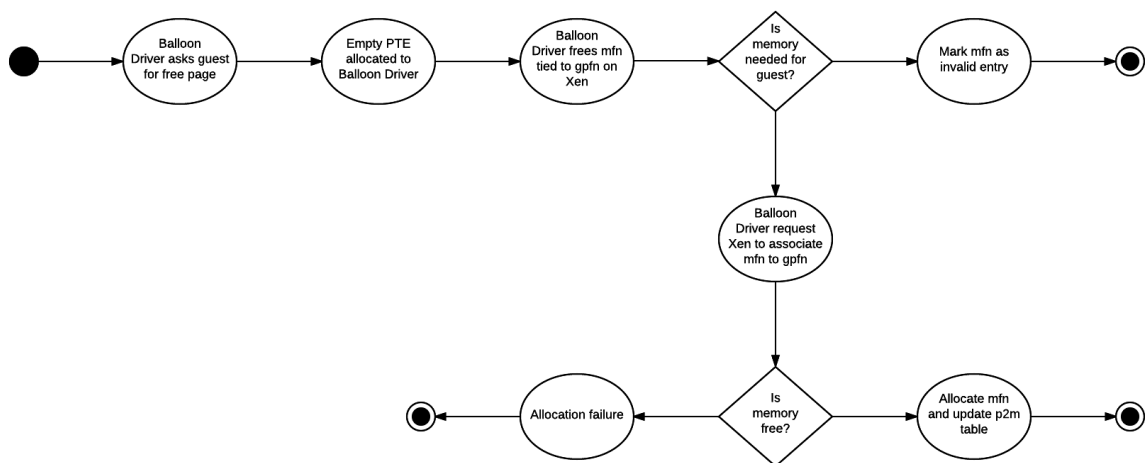 Balloon
Driver asks guest
for free page
Empty PTE
allocated to
Balloon Driver
Balloon
Driver frees mfn
tied to gpfn on
Xen
Is
memory
needed for
guest?
Mark mfn as
invalid entry
Balloon
Driver request
Xen to associate
mfn to gpfn
Allocation failure
Is
memory
free?
Allocate mfn
and update p2m
table